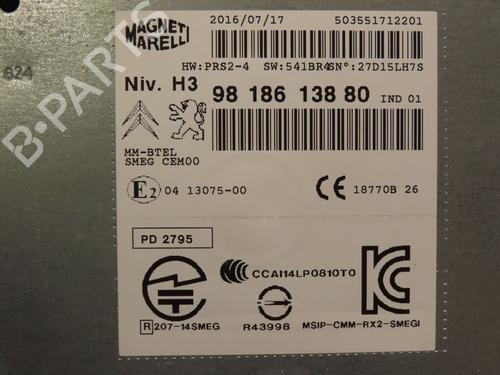 MAGNETI MARELLI
2016/07/17 503551712201
HW:PRS2-4 SW:541BR4SN°:27D15LH7S
Niv. H3 98 186 138 80 IND 01
MM-BTEL
SMEG CEM00
E2 04 13075-00 CE 18770B 26
PD 2795
CCAI14LP0810T0
R 207-14SMEG R43998 MSIP-CMM-RX2-SMEGI
624
B-PARTS